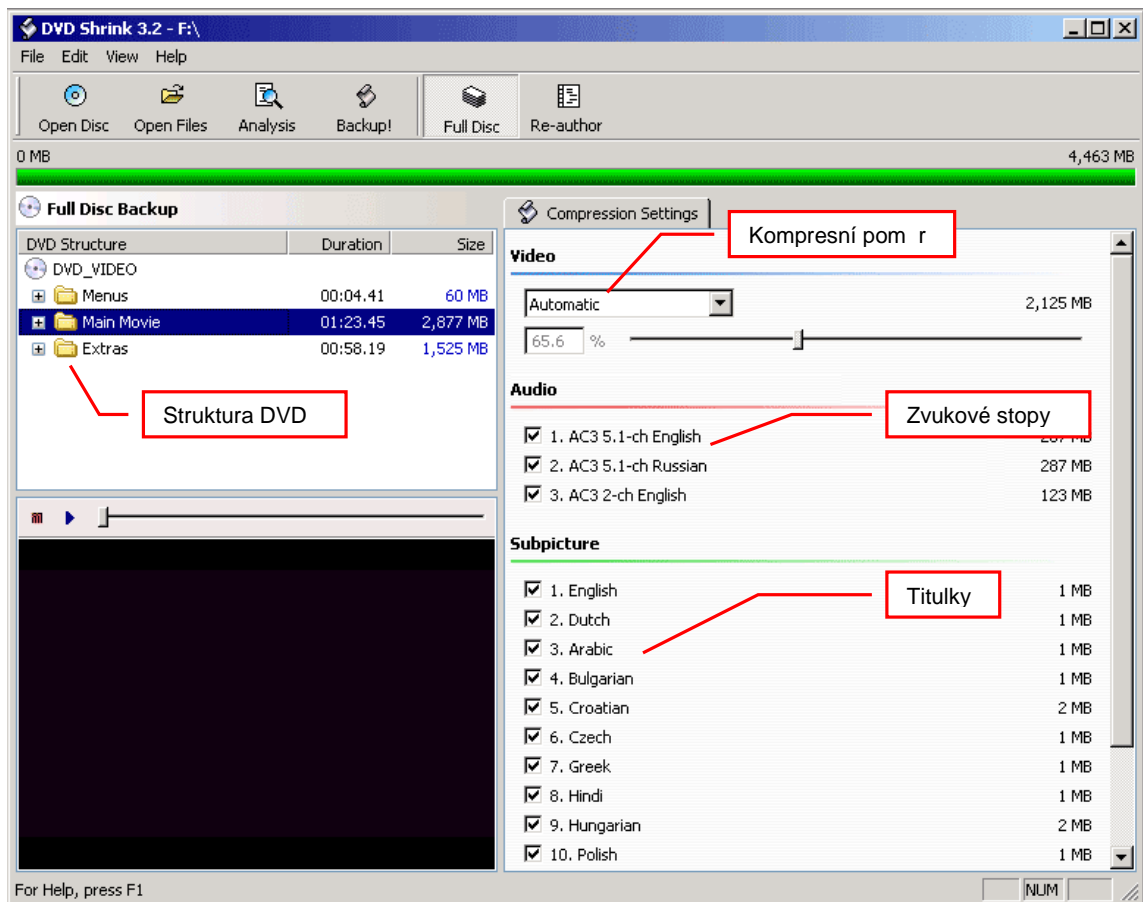 DVD Shrink 3.2 - F:\
File Edit View Help
Open Disc Open Files Analysis Backup! Full Disc Re-author
0 MB 4,463 MB
Full Disc Backup
DVD Structure Duration Size
DVD_VIDEO
Menus 00:04.41 60 MB
Main Movie 01:23.45 2,877 MB
Extras 00:58.19 1,525 MB
Struktura DVD
Compression Settings
Kompresní pom r
Video
Automatic 2,125 MB
65.6 %
Audio
Zvukové stopy
1. AC3 5.1-ch English 287 MB
2. AC3 5.1-ch Russian 287 MB
3. AC3 2-ch English 123 MB
Subpicture
Titulky
1. English 1 MB
2. Dutch 1 MB
3. Arabic 1 MB
4. Bulgarian 1 MB
5. Croatian 2 MB
6. Czech 1 MB
7. Greek 1 MB
8. Hindi 1 MB
9. Hungarian 2 MB
10. Polish 1 MB
For Help, press F1 NUM